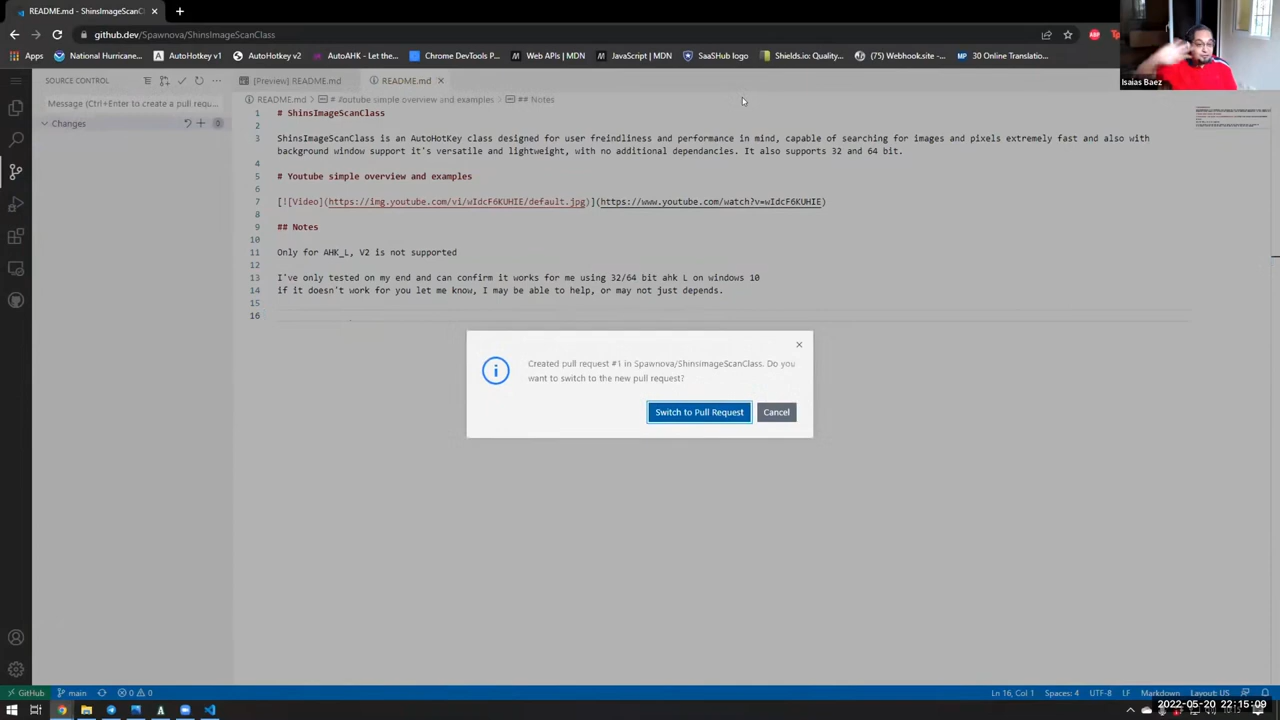 README.md - ShinsImageScanCl
github.dev/Spawnova/ShinsImageScanClass
Apps
National Hurricane...
AutoHotkey v1
AutoHotkey v2
AutoAHK - Let the...
Chrome DevTools P...
Web APIs | MDN
JavaScript | MDN
SaaSHub logo
Shields.io: Quality...
(75) Webhook.site -...
30 Online Translatio...
Isaias Baez
SOURCE CONTROL
[Preview] README.md
README.md
Message (Ctrl+Enter to create a pull requ...
README.md > # Youtube simple overview and examples > ## Notes
Changes
0
1 # ShinsImageScanClass
2
3 ShinsImageScanClass is an AutoHotKey class designed for user freindliness and performance in mind, capable of searching for images and pixels extremely fast and also with
background window support it's versatile and lightweight, with no additional dependancies. It also supports 32 and 64 bit.
4
5 # Youtube simple overview and examples
6
7 [![Video](https://img.youtube.com/vi/wIdcF6KUHIE/default.jpg)](https://www.youtube.com/watch?v=wIdcF6KUHIE)
8
9 ## Notes
10
11 Only for AHK_L, V2 is not supported
12
13 I've only tested on my end and can confirm it works for me using 32/64 bit ahk L on windows 10
14 if it doesn't work for you let me know, I may be able to help, or may not just depends.
15
16
Created pull request #1 in Spawnova/ShinsImageScanClass. Do you
want to switch to the new pull request?
Switch to Pull Request
Cancel
GitHub
main
0
0
Ln 16, Col 1
Spaces: 4
UTF-8
LF
Markdown
Layout: US
2022-05-20 22:15:09